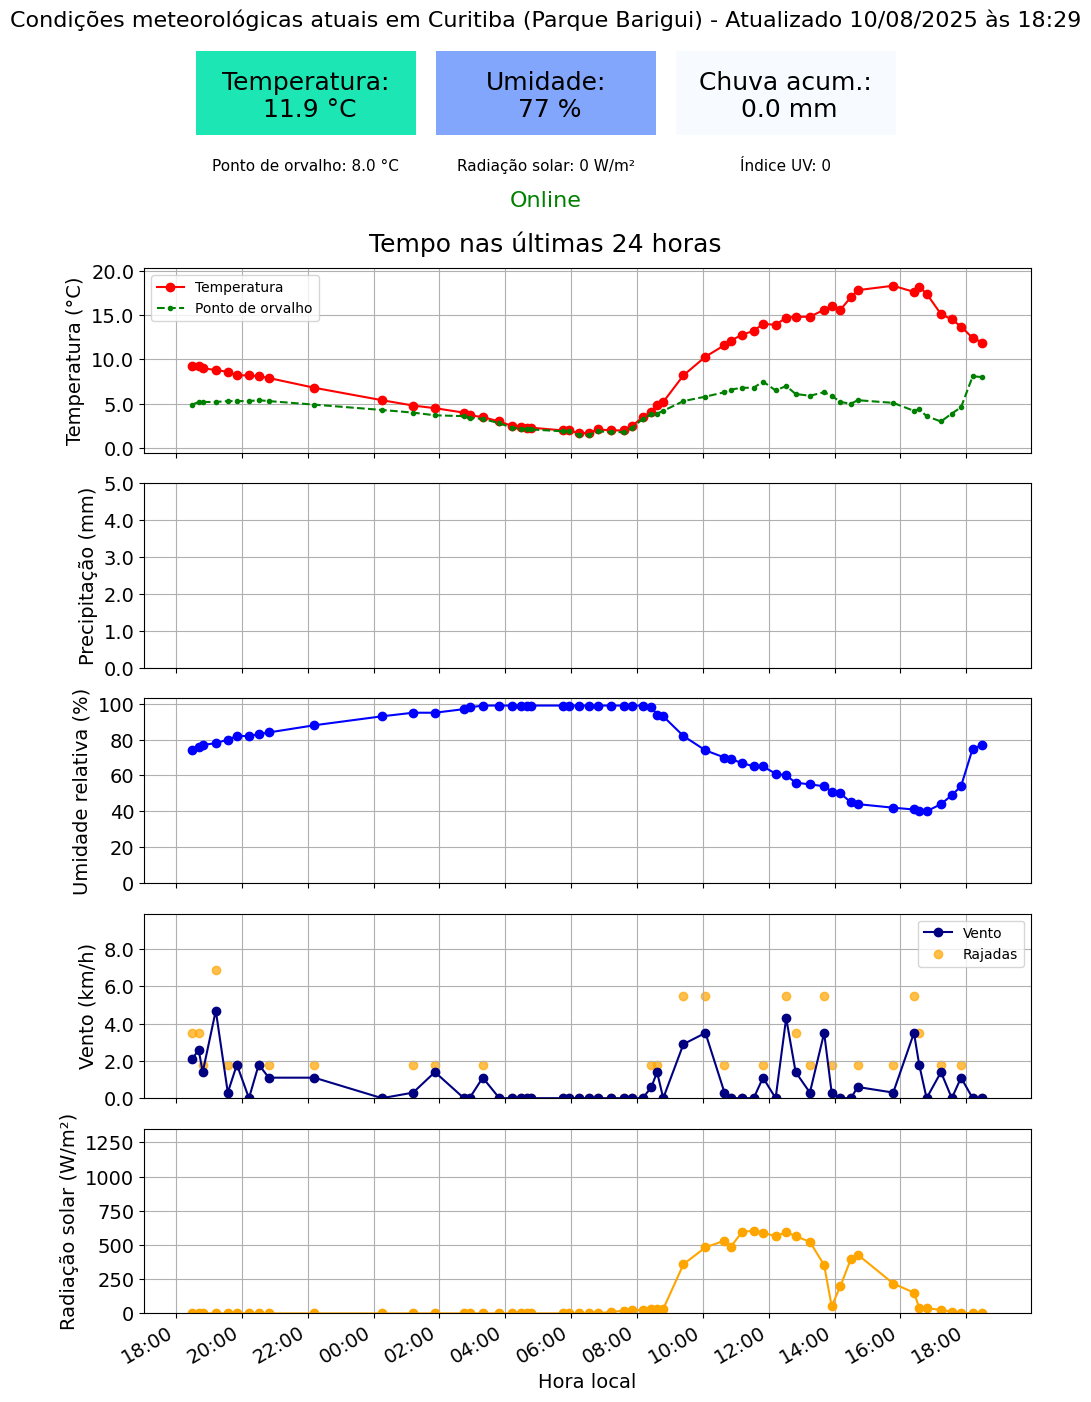 Condições meteorológicas atuais em Curitiba (Parque Barigui) - Atualizado 10/08/2025 às 18:29
Temperatura:
11.9 °C
Umidade:
77 %
Chuva acum.:
0.0 mm
Ponto de orvalho: 8.0 °C
Radiação solar: 0 W/m²
Índice UV: 0
Online
Tempo nas últimas 24 horas
Temperatura (°C)
20.0
15.0
10.0
5.0
0.0
Temperatura
Ponto de orvalho
Precipitação (mm)
5.0
4.0
3.0
2.0
1.0
0.0
Umidade relativa (%)
100
80
60
40
20
0
Vento (km/h)
8.0
6.0
4.0
2.0
0.0
Vento
Rajadas
Radiação solar (W/m²)
1250
1000
750
500
250
0
18:00
20:00
22:00
00:00
02:00
04:00
06:00
08:00
10:00
12:00
14:00
16:00
18:00
Hora local